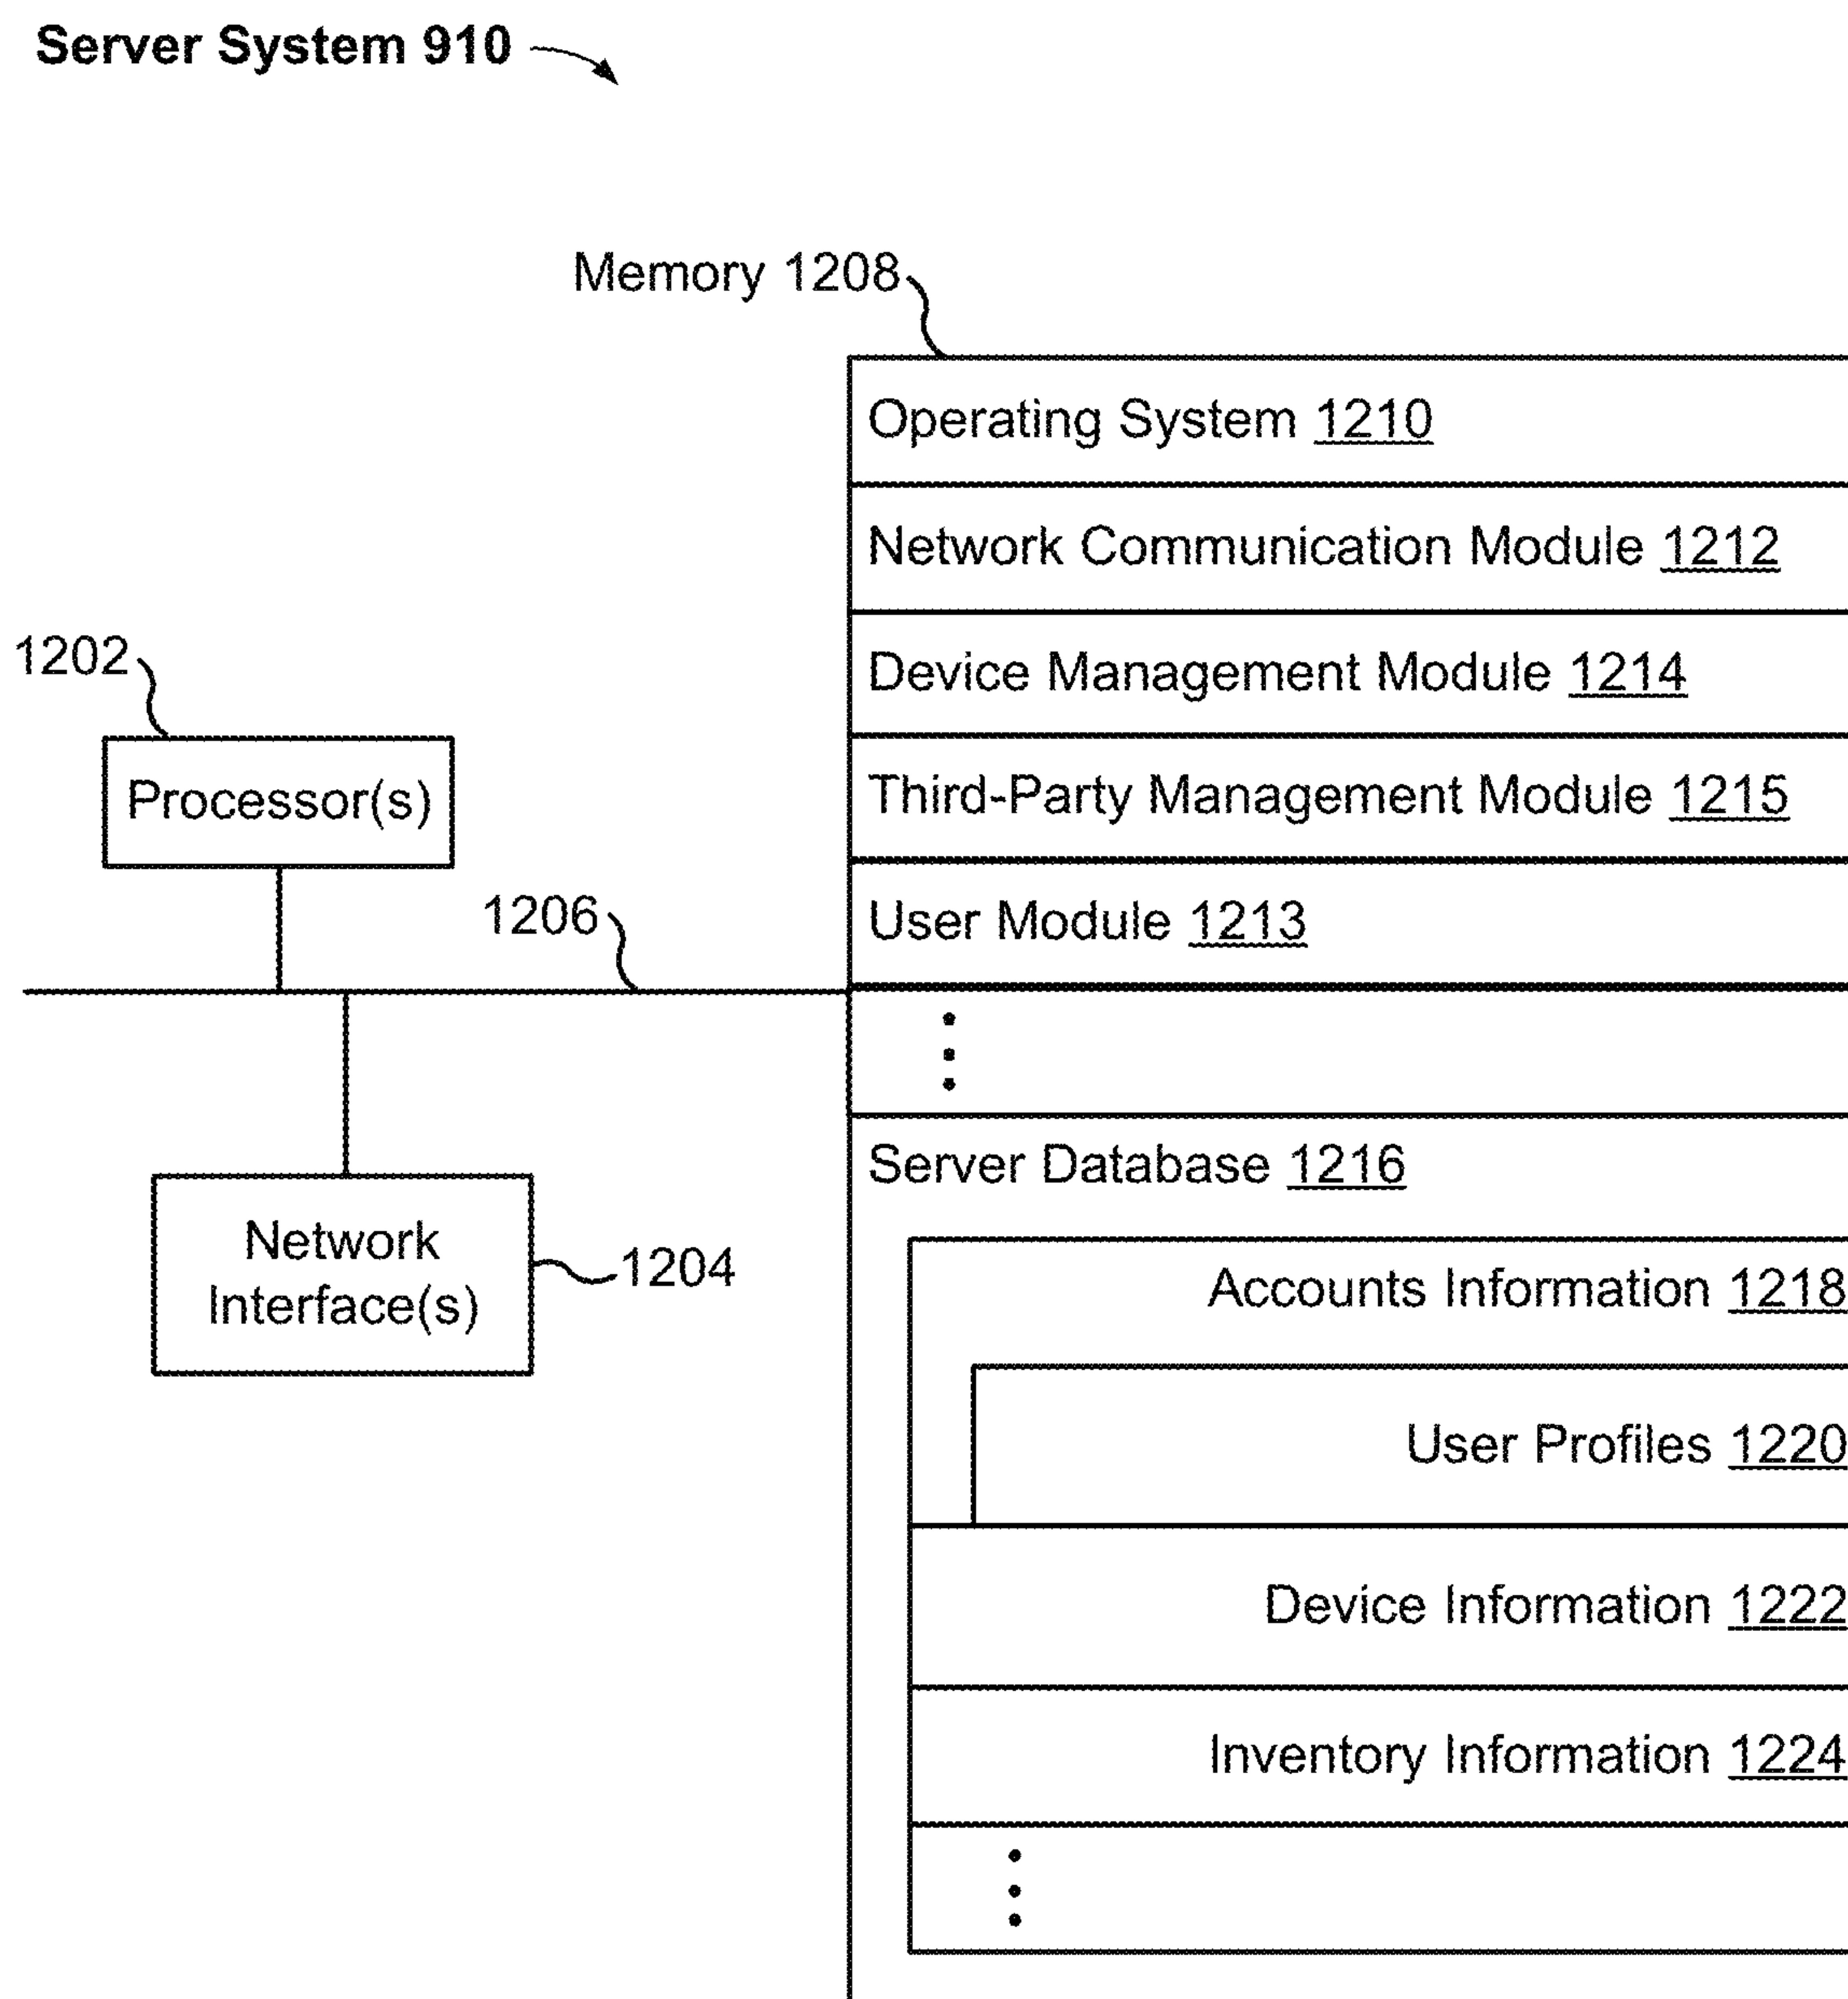 Server System 910
Memory 1208
Operating System 1210
Network Communication Module 1212
Device Management Module 1214
Third-Party Management Module 1215
User Module 1213
1202
Processor(s)
1206
Network
Interface(s)
1204
Server Database 1216
Accounts Information 1218
User Profiles 1220
Device Information 1222
Inventory Information 1224